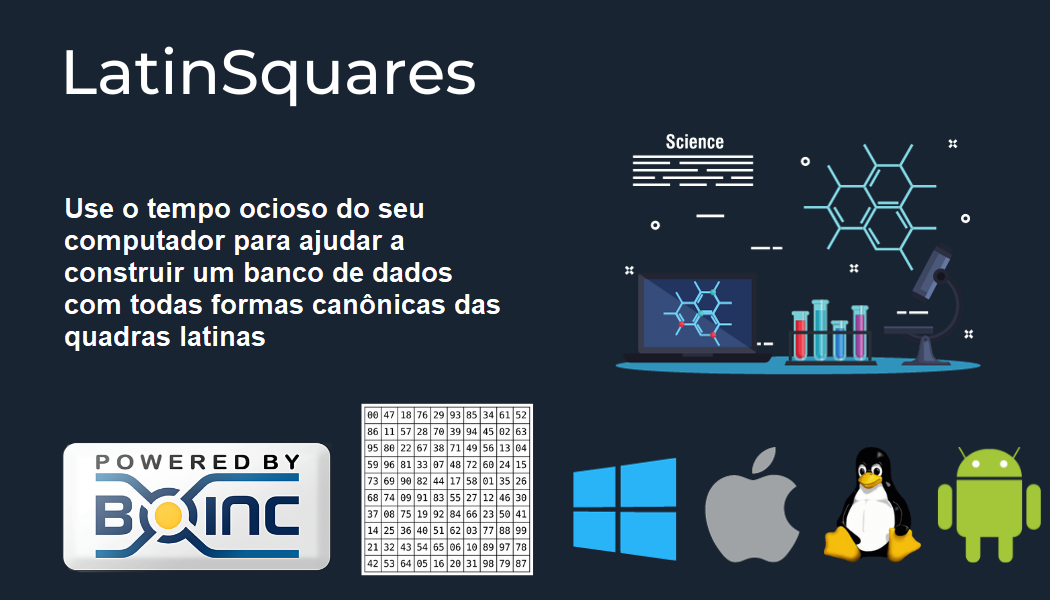 LatinSquares
Science
Use o tempo ocioso do seu
computador para ajudar a
construir um banco de dados
com todas formas canônicas das
quadras latinas
POWERED BY
BOINC
00 47 18 76 29 93 85 34 61 52
86 11 57 28 70 39 94 45 02 63
95 80 22 67 38 71 49 56 13 04
59 96 81 33 07 48 72 60 24 15
73 69 90 82 44 17 58 01 35 26
68 74 09 91 83 55 27 12 46 30
37 08 75 19 92 84 66 23 50 41
14 25 36 40 51 62 03 77 88 99
21 32 43 54 65 06 10 89 97 78
42 53 64 05 16 20 31 98 79 87